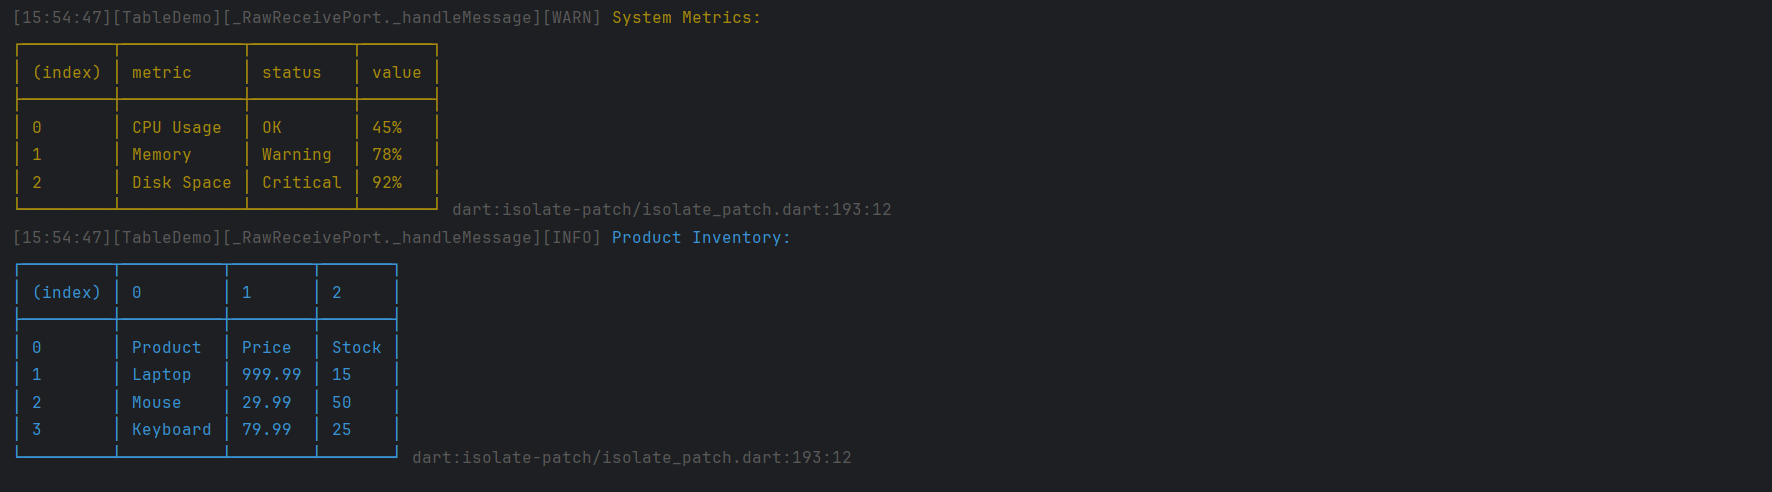 [15:54:47][TableDemo][_RawReceivePort._handleMessage][WARN] System Metrics:
(index) metric status value
0 CPU Usage OK 45%
1 Memory Warning 78%
2 Disk Space Critical 92%
dart:isolate-patch/isolate_patch.dart:193:12
[15:54:47][TableDemo][_RawReceivePort._handleMessage][INFO] Product Inventory:
(index) 0 1 2
0 Product Price Stock
1 Laptop 999.99 15
2 Mouse 29.99 50
3 Keyboard 79.99 25
dart:isolate-patch/isolate_patch.dart:193:12